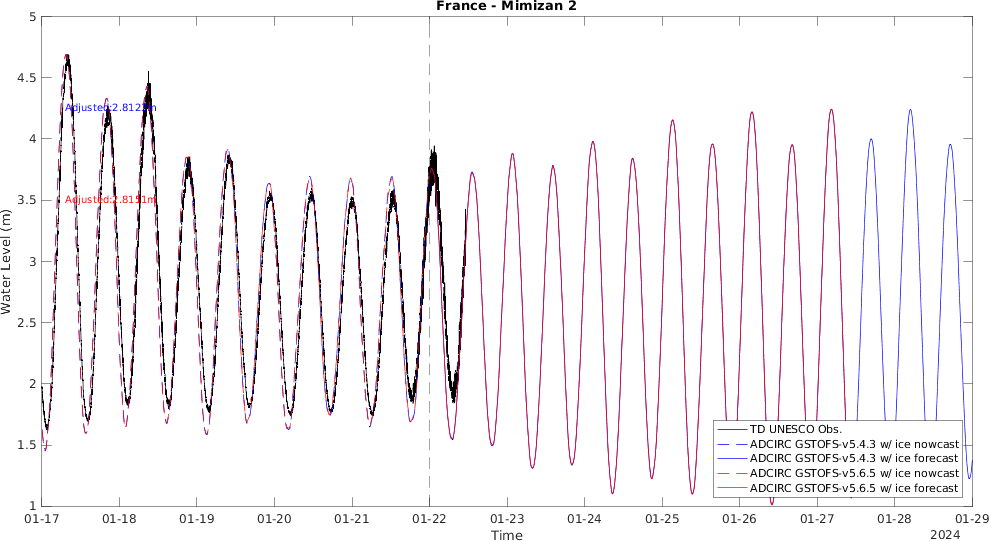 France - Mimizan 2
5
4.5
4
3.5
3
2.5
2
1.5
1
Water Level (m)
Adjusted:2.8122m
Adjusted:2.8151m
TD UNESCO Obs.
ADCIRC GSTOFS-v5.4.3 w/ ice nowcast
ADCIRC GSTOFS-v5.4.3 w/ ice forecast
ADCIRC GSTOFS-v5.6.5 w/ ice nowcast
ADCIRC GSTOFS-v5.6.5 w/ ice forecast
01-17 01-18 01-19 01-20 01-21 01-22 01-23 01-24 01-25 01-26 01-27 01-28 01-29
Time
2024